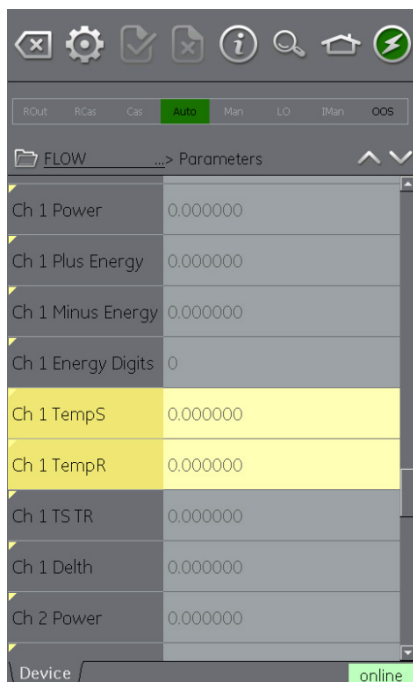 ROut RCas Cas Auto Man LO IMan OOS
FLOW ...> Parameters
Ch 1 Power 0.000000
Ch 1 Plus Energy 0.000000
Ch 1 Minus Energy 0.000000
Ch 1 Energy Digits 0
Ch 1 TempS 0.000000
Ch 1 TempR 0.000000
Ch 1 TS TR 0.000000
Ch 1 Delth 0.000000
Ch 2 Power 0.000000
Device online